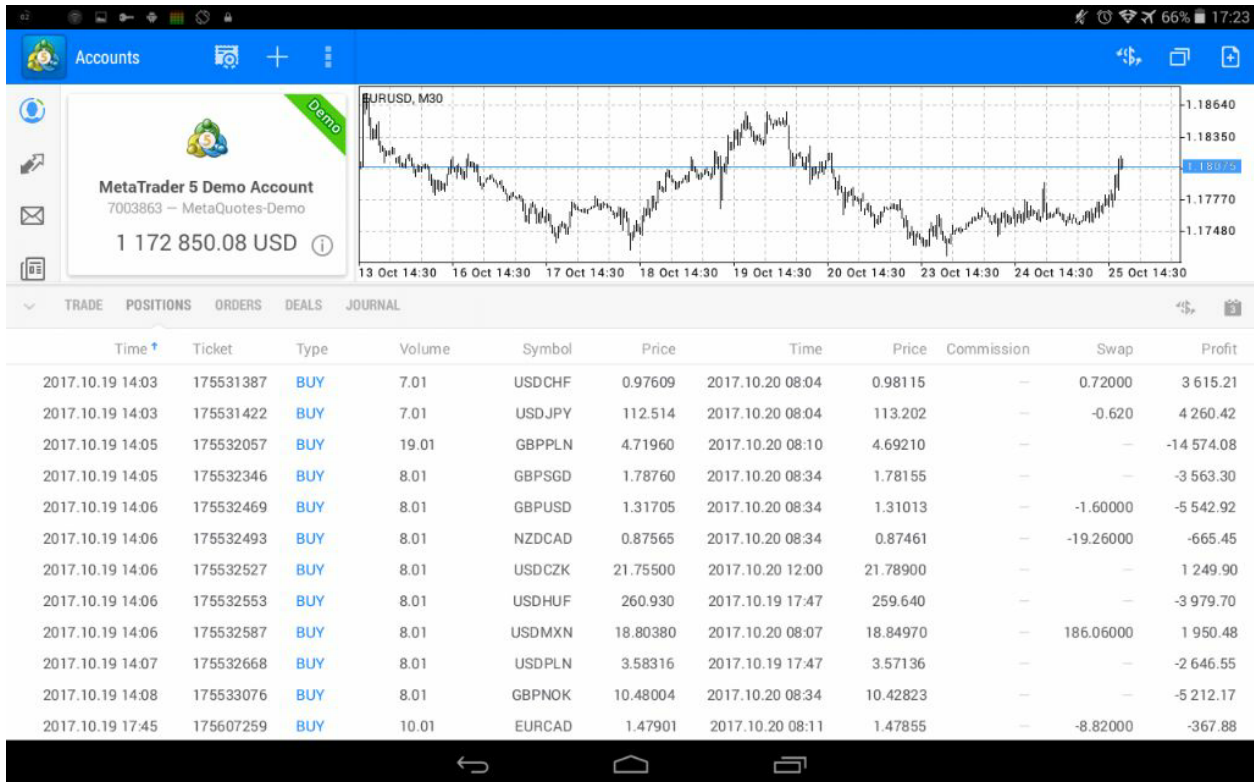 66% 17:23
Accounts
Demo
MetaTrader 5 Demo Account
7003863 — MetaQuotes-Demo
1 172 850.08 USD
EURUSD, M30
1.18640
1.18350
1.18075
1.17770
1.17480
13 Oct 14:30 16 Oct 14:30 17 Oct 14:30 18 Oct 14:30 19 Oct 14:30 20 Oct 14:30 23 Oct 14:30 24 Oct 14:30 25 Oct 14:30
TRADE POSITIONS ORDERS DEALS JOURNAL
Time Ticket Type Volume Symbol Price Time Price Commission Swap Profit
2017.10.19 14:03 175531387 BUY 7.01 USDCHF 0.97609 2017.10.20 08:04 0.98115 — 0.72000 3 615.21
2017.10.19 14:03 175531422 BUY 7.01 USDJPY 112.514 2017.10.20 08:04 113.202 — -0.620 4 260.42
2017.10.19 14:05 175532057 BUY 19.01 GBPPLN 4.71960 2017.10.20 08:10 4.69210 — — -14 574.08
2017.10.19 14:05 175532346 BUY 8.01 GBPSGD 1.78760 2017.10.20 08:34 1.78155 — — -3 563.30
2017.10.19 14:06 175532469 BUY 8.01 GBPUSD 1.31705 2017.10.20 08:34 1.31013 — -1.60000 -5 542.92
2017.10.19 14:06 175532493 BUY 8.01 NZDCAD 0.87565 2017.10.20 08:34 0.87461 — -19.26000 -665.45
2017.10.19 14:06 175532527 BUY 8.01 USDCZK 21.75500 2017.10.20 12:00 21.78900 — — 1 249.90
2017.10.19 14:06 175532553 BUY 8.01 USDHUF 260.930 2017.10.19 17:47 259.640 — — -3 979.70
2017.10.19 14:06 175532587 BUY 8.01 USDMXN 18.80380 2017.10.20 08:07 18.84970 — 186.06000 1 950.48
2017.10.19 14:07 175532668 BUY 8.01 USDPLN 3.58316 2017.10.19 17:47 3.57136 — — -2 646.55
2017.10.19 14:08 175533076 BUY 8.01 GBPNOK 10.48004 2017.10.20 08:34 10.42823 — — -5 212.17
2017.10.19 17:45 175607259 BUY 10.01 EURCAD 1.47901 2017.10.20 08:11 1.47855 — -8.82000 -367.88